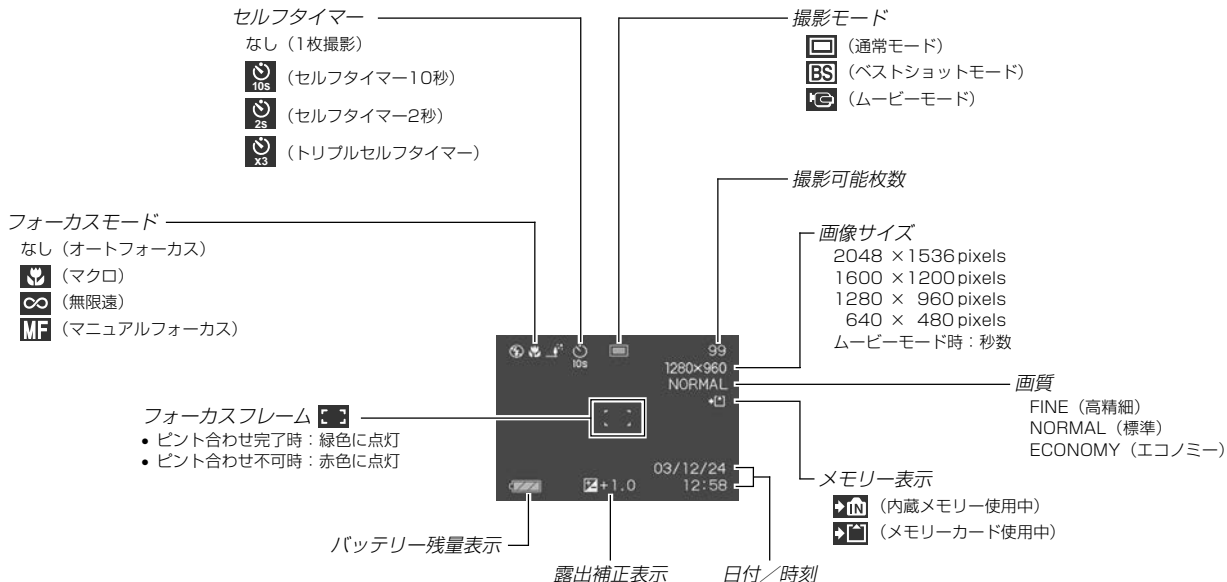 セルフタイマー
なし（1枚撮影）
10s（セルフタイマー10秒）
2s（セルフタイマー2秒）
x3（トリプルセルフタイマー）
撮影モード
（通常モード）
BS（ベストショットモード）
（ムービーモード）
撮影可能枚数
フォーカスモード
なし（オートフォーカス）
（マクロ）
∞（無限遠）
MF（マニュアルフォーカス）
画像サイズ
2048 ×1536 pixels
1600 ×1200 pixels
1280 × 960 pixels
640 × 480 pixels
ムービーモード時：秒数
10s 99
1280×960
NORMAL
03/12/24
+1.0 12:58
画質
FINE（高精細）
NORMAL（標準）
ECONOMY（エコノミー）
フォーカスフレーム
• ピント合わせ完了時：緑色に点灯
• ピント合わせ不可時：赤色に点灯
メモリー表示
IN（内蔵メモリー使用中）
（メモリーカード使用中）
バッテリー残量表示
露出補正表示
日付／時刻